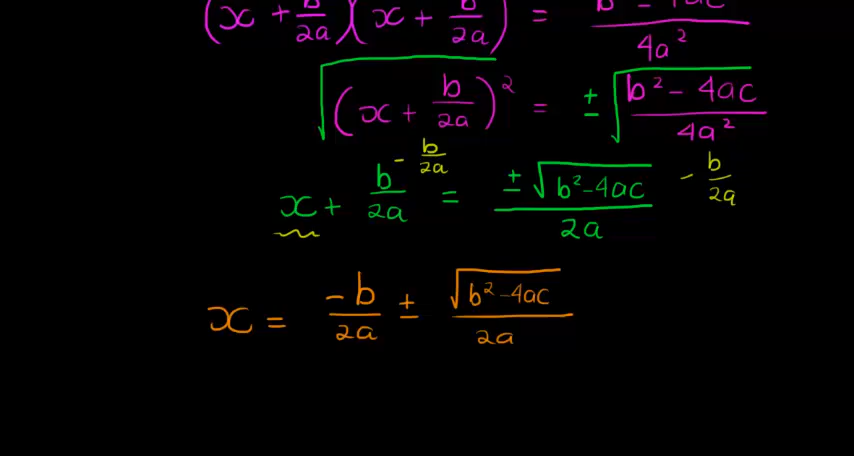 (x + b/2a)(x + b/2a) = b² - 4ac/4a²
√(x + b/2a)² = ± √b² - 4ac/4a²
x + b/2a - b/2a = ± √b² - 4ac/2a - b/2a
x = -b/2a ± √b² - 4ac/2a